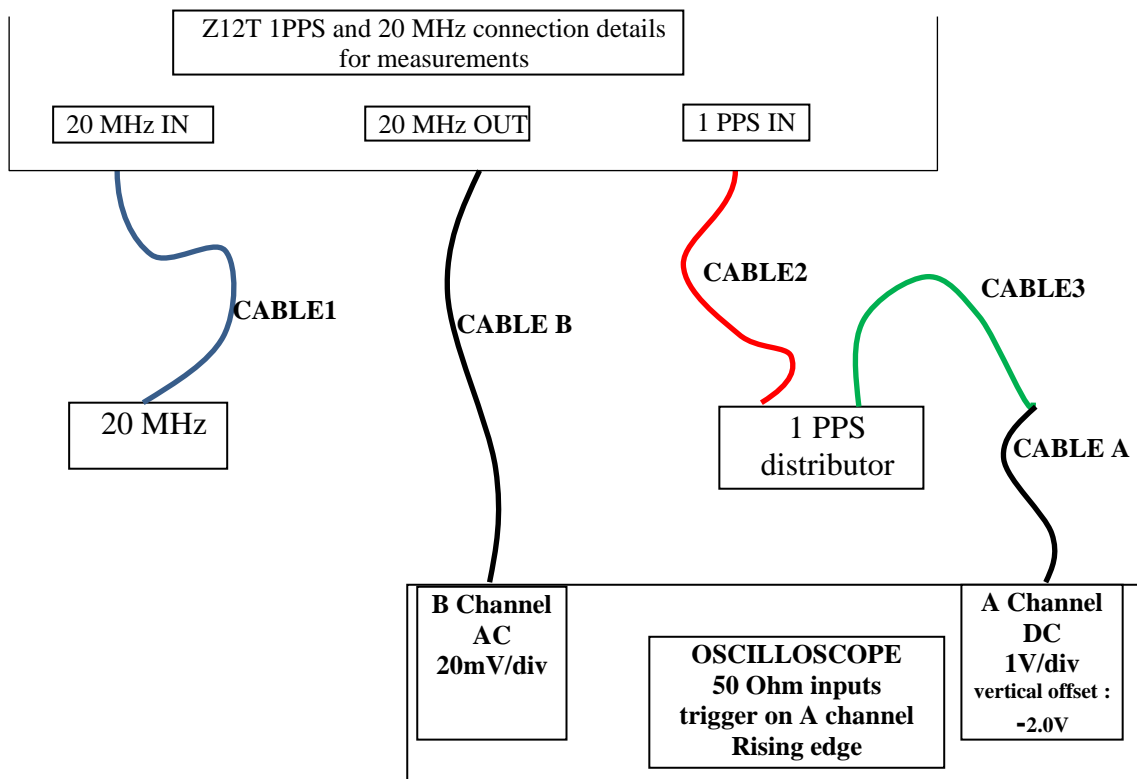 Z12T 1PPS and 20 MHz connection details
for measurements
20 MHz IN
20 MHz OUT
1 PPS IN
CABLE1
CABLE B
CABLE2
CABLE3
20 MHz
1 PPS
distributor
CABLE A
B Channel
AC
20mV/div
OSCILLOSCOPE
50 Ohm inputs
trigger on A channel
Rising edge
A Channel
DC
1V/div
vertical offset :
-2.0V